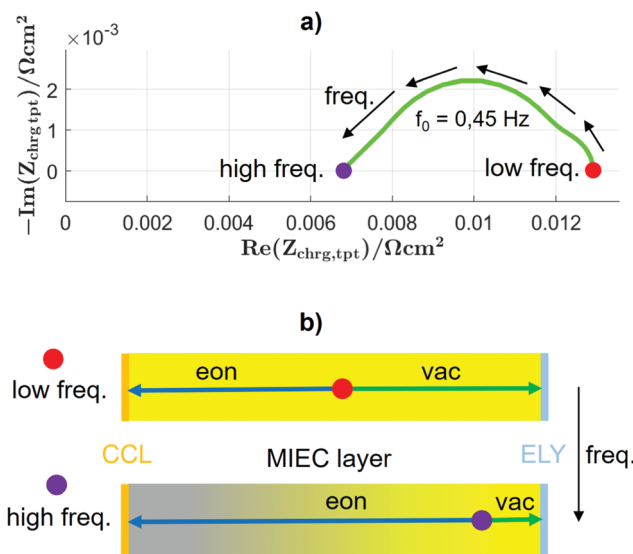 a)
×10⁻³
−Im(Z_chrg tpt)/Ωcm²
2
1
0
freq.
f₀ = 0,45 Hz
high freq.
low freq.
0
0.002
0.004
0.006
0.008
0.01
0.012
Re(Z_chrg,tpt)/Ωcm²
b)
low freq.
eon
vac
CCL
MIEC layer
ELY
freq.
high freq.
eon
vac